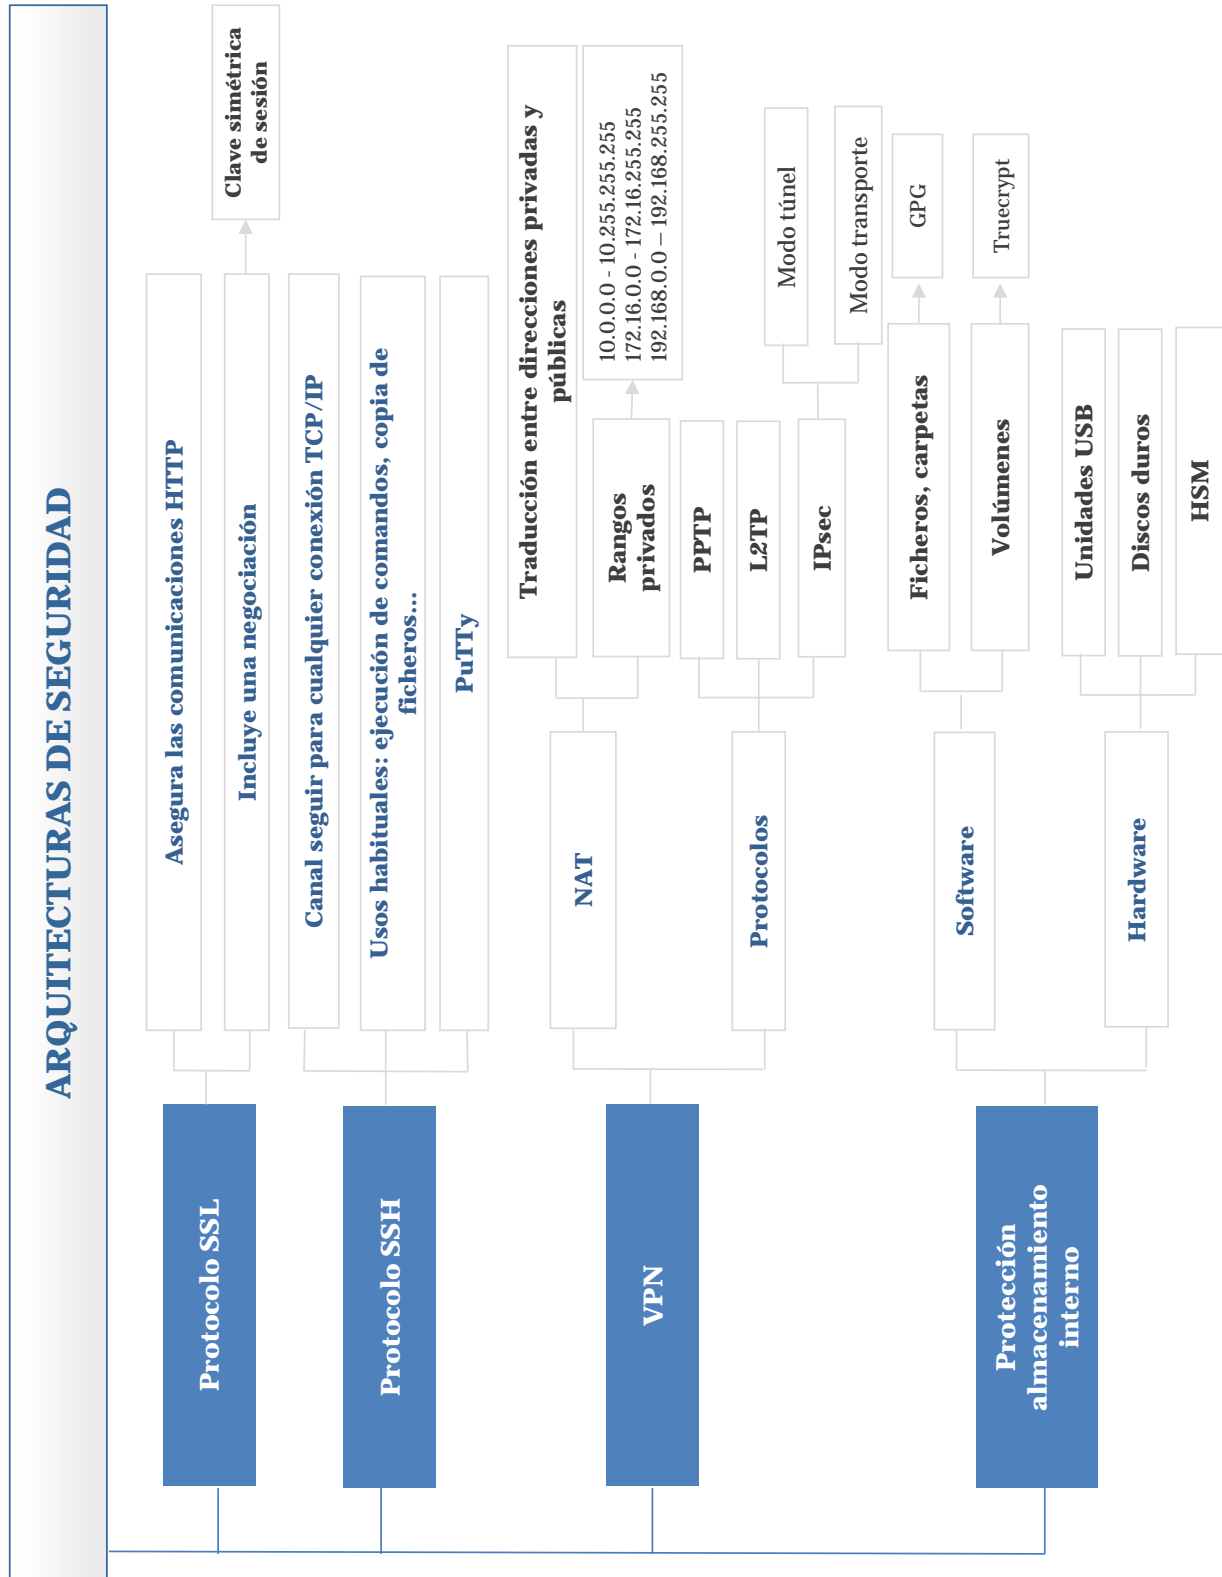 ARQUITECTURAS DE SEGURIDAD
Protocolo SSL
Asegura las comunicaciones HTTP
Incluye una negociación
Clave simétrica
de sesión
Protocolo SSH
Canal seguir para cualquier conexión TCP/IP
Usos habituales: ejecución de comandos, copia de
ficheros...
PuTTy
VPN
NAT
Traducción entre direcciones privadas y
públicas
Rangos
privados
10.0.0.0 - 10.255.255.255
172.16.0.0 - 172.16.255.255
192.168.0.0 – 192.168.255.255
Protocolos
PPTP
L2TP
IPsec
Modo túnel
Modo transporte
Protección
almacenamiento
interno
Software
Ficheros, carpetas
GPG
Volúmenes
Truecrypt
Hardware
Unidades USB
Discos duros
HSM